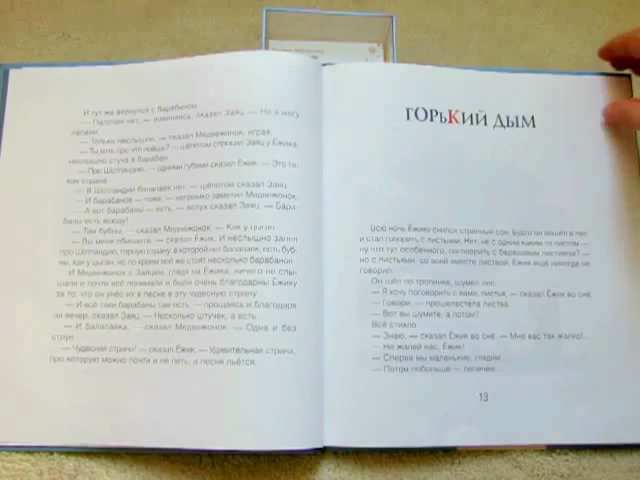 И тут же вернулся с барабаном.
— Палочек нет, — извиняясь, сказал Заяц. — Но я могу
лапами.
— Только неслышно, — сказал Медвежонок, играя.
— Ты хоть про что поёшь? — шёпотом спросил Заяц у Ёжика,
неслышно стуча в барабан.
— Про Шотландию, — одними губами сказал Ёжик. — Это та-
кая страна.
— В Шотландии балалаек нет, — шёпотом сказал Заяц.
— И барабанов — тоже, — негромко заметил Медвежонок.
— А вот барабаны — есть, — вслух сказал Заяц. — Бара-
баны есть всюду!
— Там бубны, — сказал Медвежонок. — Как у цыган.
— Вы меня обижаете, — сказал Ёжик. И неслышно запел
про Шотландию, горную страну, в которой нет балалаек, есть буб-
ны, как у цыган, но по краям всё же стоят несколько барабанов.
И Медвежонок с Зайцем, глядя на Ёжика, ничего не слы-
шали и почти всё понимали и были очень благодарны Ёжику
за то, что он унёс их в песне в эту чудесную страну.
— И всё-таки барабаны там есть, — прощаясь и благодаря
за вечер, сказал Заяц. — Несколько штучек, а есть.
— И балалайка, — сказал Медвежонок. — Одна и без
струн.
— Чудесная страна! — сказал Ёжик. — Удивительная страна,
про которую можно почти и не петь, а песня льётся.
ГОРЬКИЙ ДЫМ
Всю ночь Ёжику снился странный сон. Будто он вошёл в лес
и стал говорить с листьями. Нет, не с одним каким-то листом —
ну что тут особенного, поговорить с берёзовым листиком? —
но с листьями, со всей вместе листвой, Ёжик ещё никогда не
говорил.
Он шёл по тропинке, шумел лес.
— Я хочу поговорить с вами, листья, — сказал Ёжик во сне.
— Говори, — прошелестела листва.
— Вот вы шумите, а потом?
Всё стихло.
— Знаю, — сказал Ёжик во сне. — Мне вас так жалко!..
— Не жалей нас, Ёжик!
— Сперва мы маленькие, глядим.
— Потом побольше — лепечем.
13